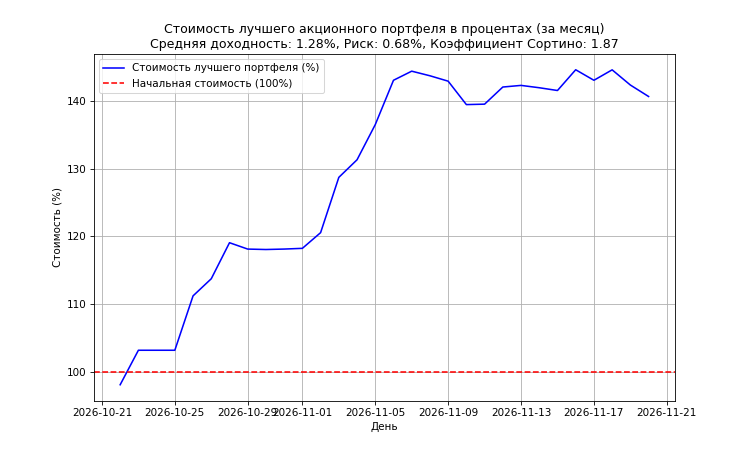 Стоимость лучшего акционного портфеля в процентах (за месяц)
Средняя доходность: 1.28%, Риск: 0.68%, Коэффициент Сортино: 1.87
Стоимость лучшего портфеля (%)
Начальная стоимость (100%)
Стоимость (%)
140
130
120
110
100
2026-10-21 2026-10-25 2026-10-29 2026-11-01 2026-11-05 2026-11-09 2026-11-13 2026-11-17 2026-11-21
День